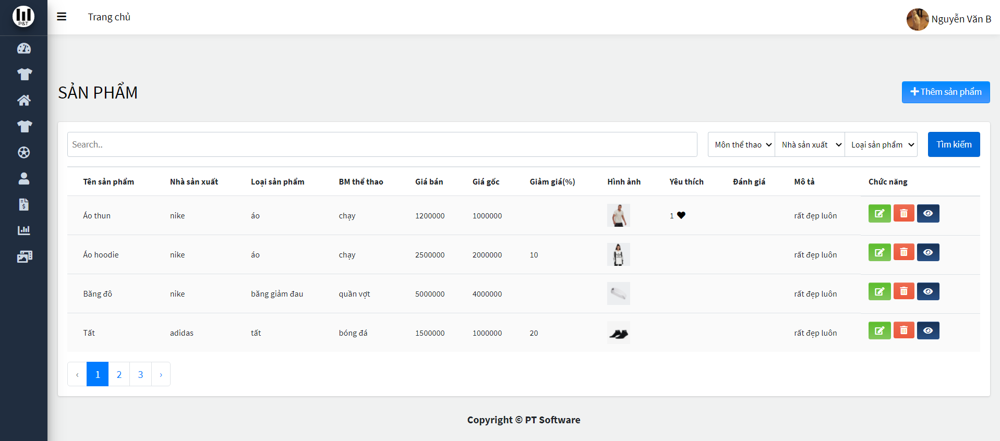 P&T
Trang chủ
Nguyễn Văn B
SẢN PHẨM
Thêm sản phẩm
Search..
Môn thể thao
Nhà sản xuất
Loại sản phẩm
Tìm kiếm
Tên sản phẩm Nhà sản xuất Loại sản phẩm BM thể thao Giá bán Giá gốc Giảm giá(%) Hình ảnh Yêu thích Đánh giá Mô tả Chức năng
Áo thun nike áo chạy 1200000 1000000 1 rất đẹp luôn
Áo hoodie nike áo chạy 2500000 2000000 10 rất đẹp luôn
Băng đô nike băng giảm đau quần vợt 5000000 4000000 rất đẹp luôn
Tất adidas tất bóng đá 1500000 1000000 20 rất đẹp luôn
‹ 1 2 3 ›
Copyright © PT Software